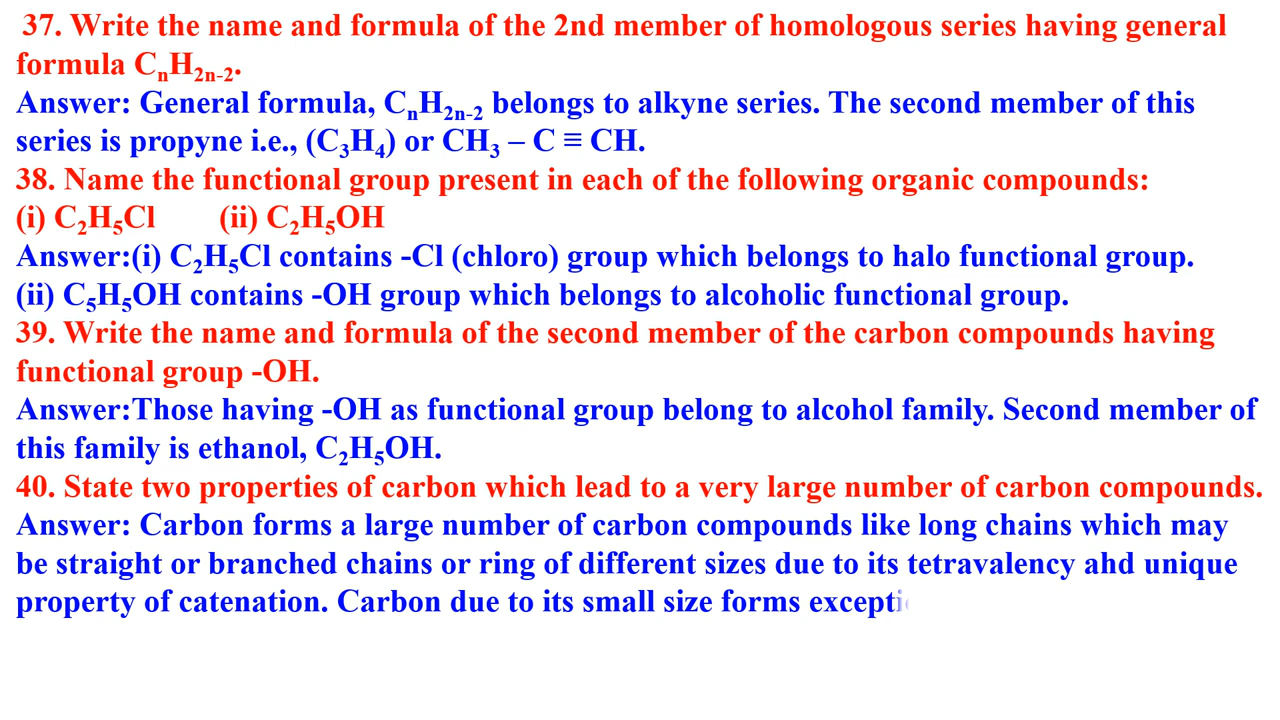 37. Write the name and formula of the 2nd member of homologous series having general
formula CₙH₂ₙ₋₂.
Answer: General formula, CₙH₂ₙ₋₂ belongs to alkyne series. The second member of this
series is propyne i.e., (C₃H₄) or CH₃ – C ≡ CH.
38. Name the functional group present in each of the following organic compounds:
(i) C₂H₅Cl (ii) C₂H₅OH
Answer:(i) C₂H₅Cl contains -Cl (chloro) group which belongs to halo functional group.
(ii) C₅H₅OH contains -OH group which belongs to alcoholic functional group.
39. Write the name and formula of the second member of the carbon compounds having
functional group -OH.
Answer:Those having -OH as functional group belong to alcohol family. Second member of
this family is ethanol, C₂H₅OH.
40. State two properties of carbon which lead to a very large number of carbon compounds.
Answer: Carbon forms a large number of carbon compounds like long chains which may
be straight or branched chains or ring of different sizes due to its tetravalency ahd unique
property of catenation. Carbon due to its small size forms